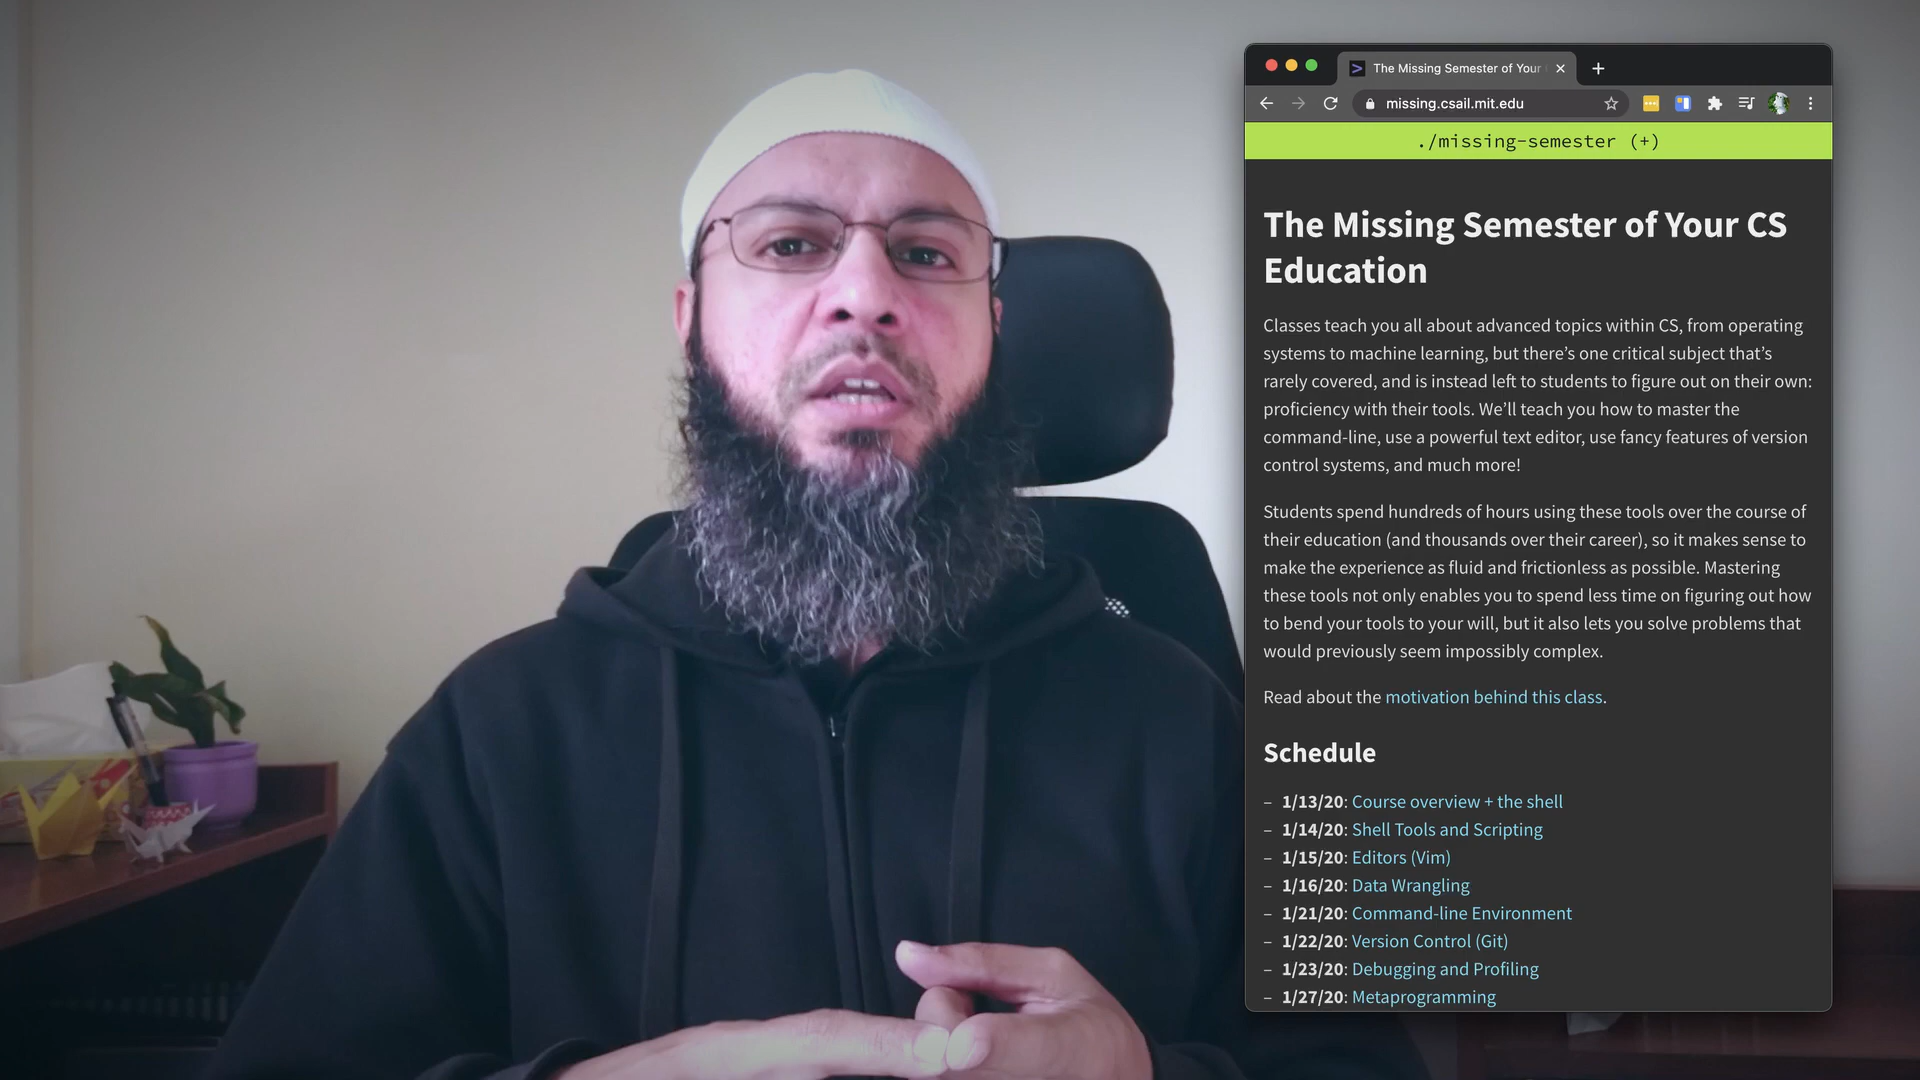 The Missing Semester of Your
missing.csail.mit.edu
./missing-semester (+)
The Missing Semester of Your CS
Education
Classes teach you all about advanced topics within CS, from operating
systems to machine learning, but there’s one critical subject that’s
rarely covered, and is instead left to students to figure out on their own:
proficiency with their tools. We’ll teach you how to master the
command-line, use a powerful text editor, use fancy features of version
control systems, and much more!
Students spend hundreds of hours using these tools over the course of
their education (and thousands over their career), so it makes sense to
make the experience as fluid and frictionless as possible. Mastering
these tools not only enables you to spend less time on figuring out how
to bend your tools to your will, but it also lets you solve problems that
would previously seem impossibly complex.
Read about the motivation behind this class.
Schedule
– 1/13/20: Course overview + the shell
– 1/14/20: Shell Tools and Scripting
– 1/15/20: Editors (Vim)
– 1/16/20: Data Wrangling
– 1/21/20: Command-line Environment
– 1/22/20: Version Control (Git)
– 1/23/20: Debugging and Profiling
– 1/27/20: Metaprogramming